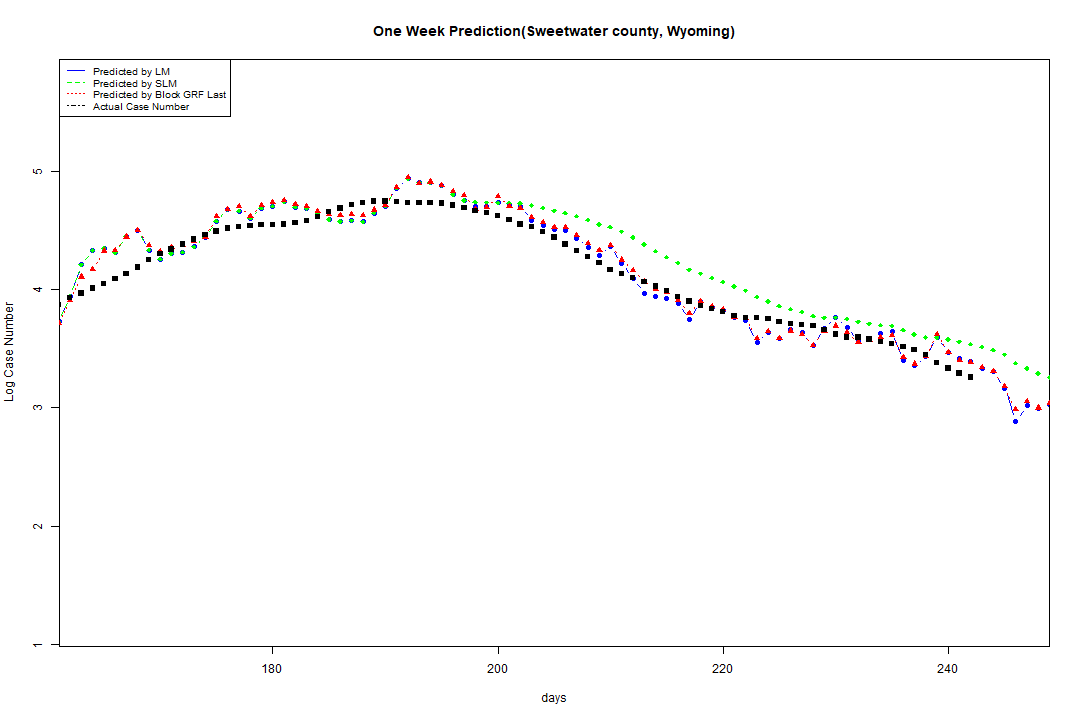 One Week Prediction(Sweetwater county, Wyoming)
Predicted by LM
Predicted by SLM
Predicted by Block GRF Last
Actual Case Number
Log Case Number
5
4
3
2
1
180
200
220
240
days